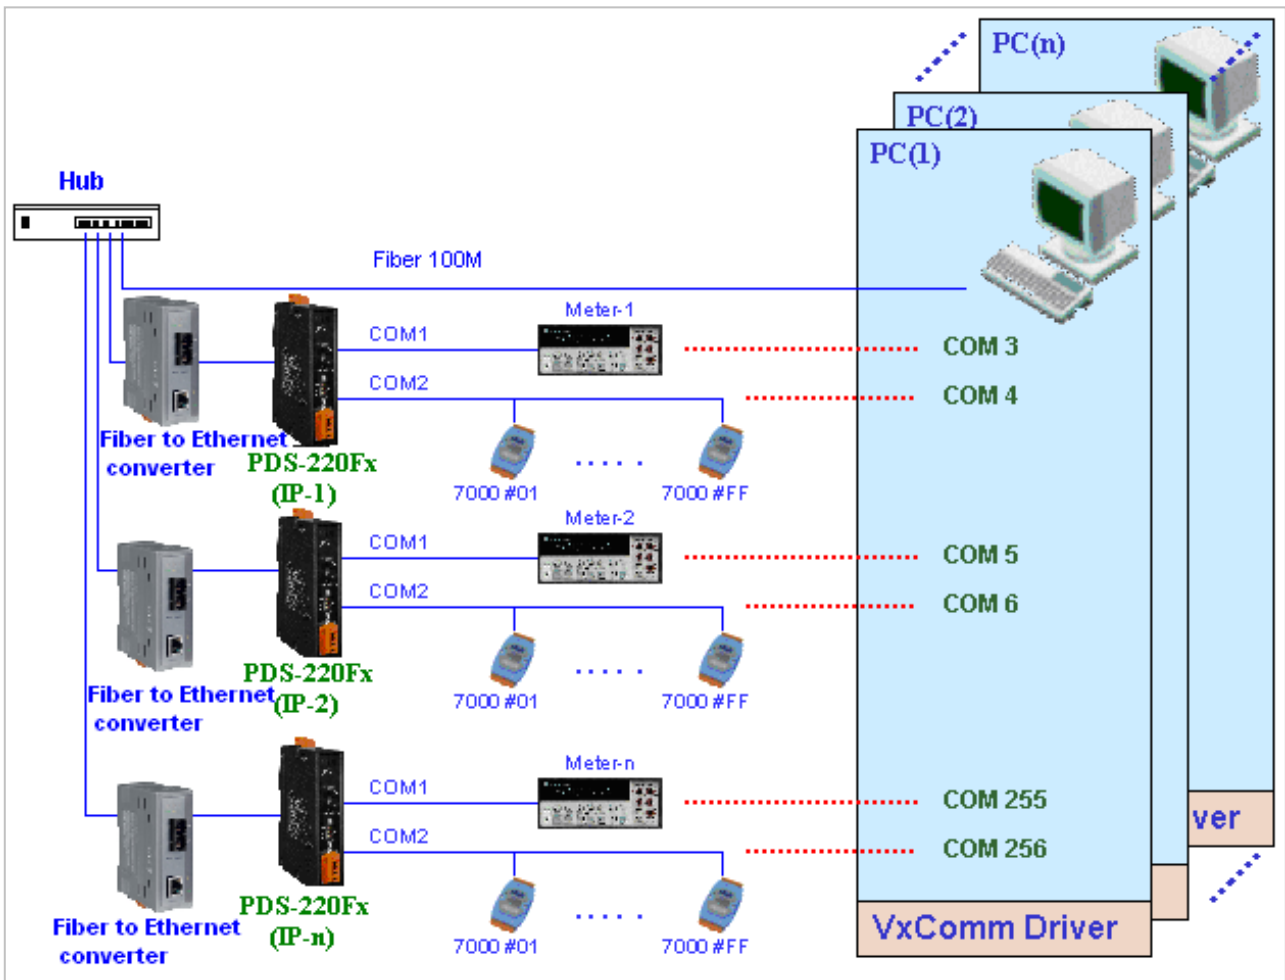 PC(n)
PC(2)
PC(1)
Hub
Fiber 100M
Meter-1
COM1
COM 3
COM2
COM 4
Fiber to Ethernet
converter
PDS-220Fx
(IP-1)
7000 #01
7000 #FF
Meter-2
COM1
COM 5
COM2
COM 6
Fiber to Ethernet
converter
PDS-220Fx
(IP-2)
7000 #01
7000 #FF
Meter-n
COM1
COM 255
COM2
COM 256
ver
Fiber to Ethernet
converter
PDS-220Fx
(IP-n)
7000 #01
7000 #FF
VxComm Driver